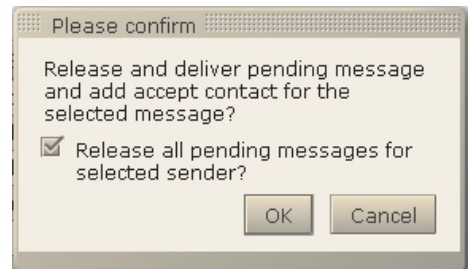 Please confirm
Release and deliver pending message
and add accept contact for the
selected message?
Release all pending messages for
selected sender?
OK Cancel